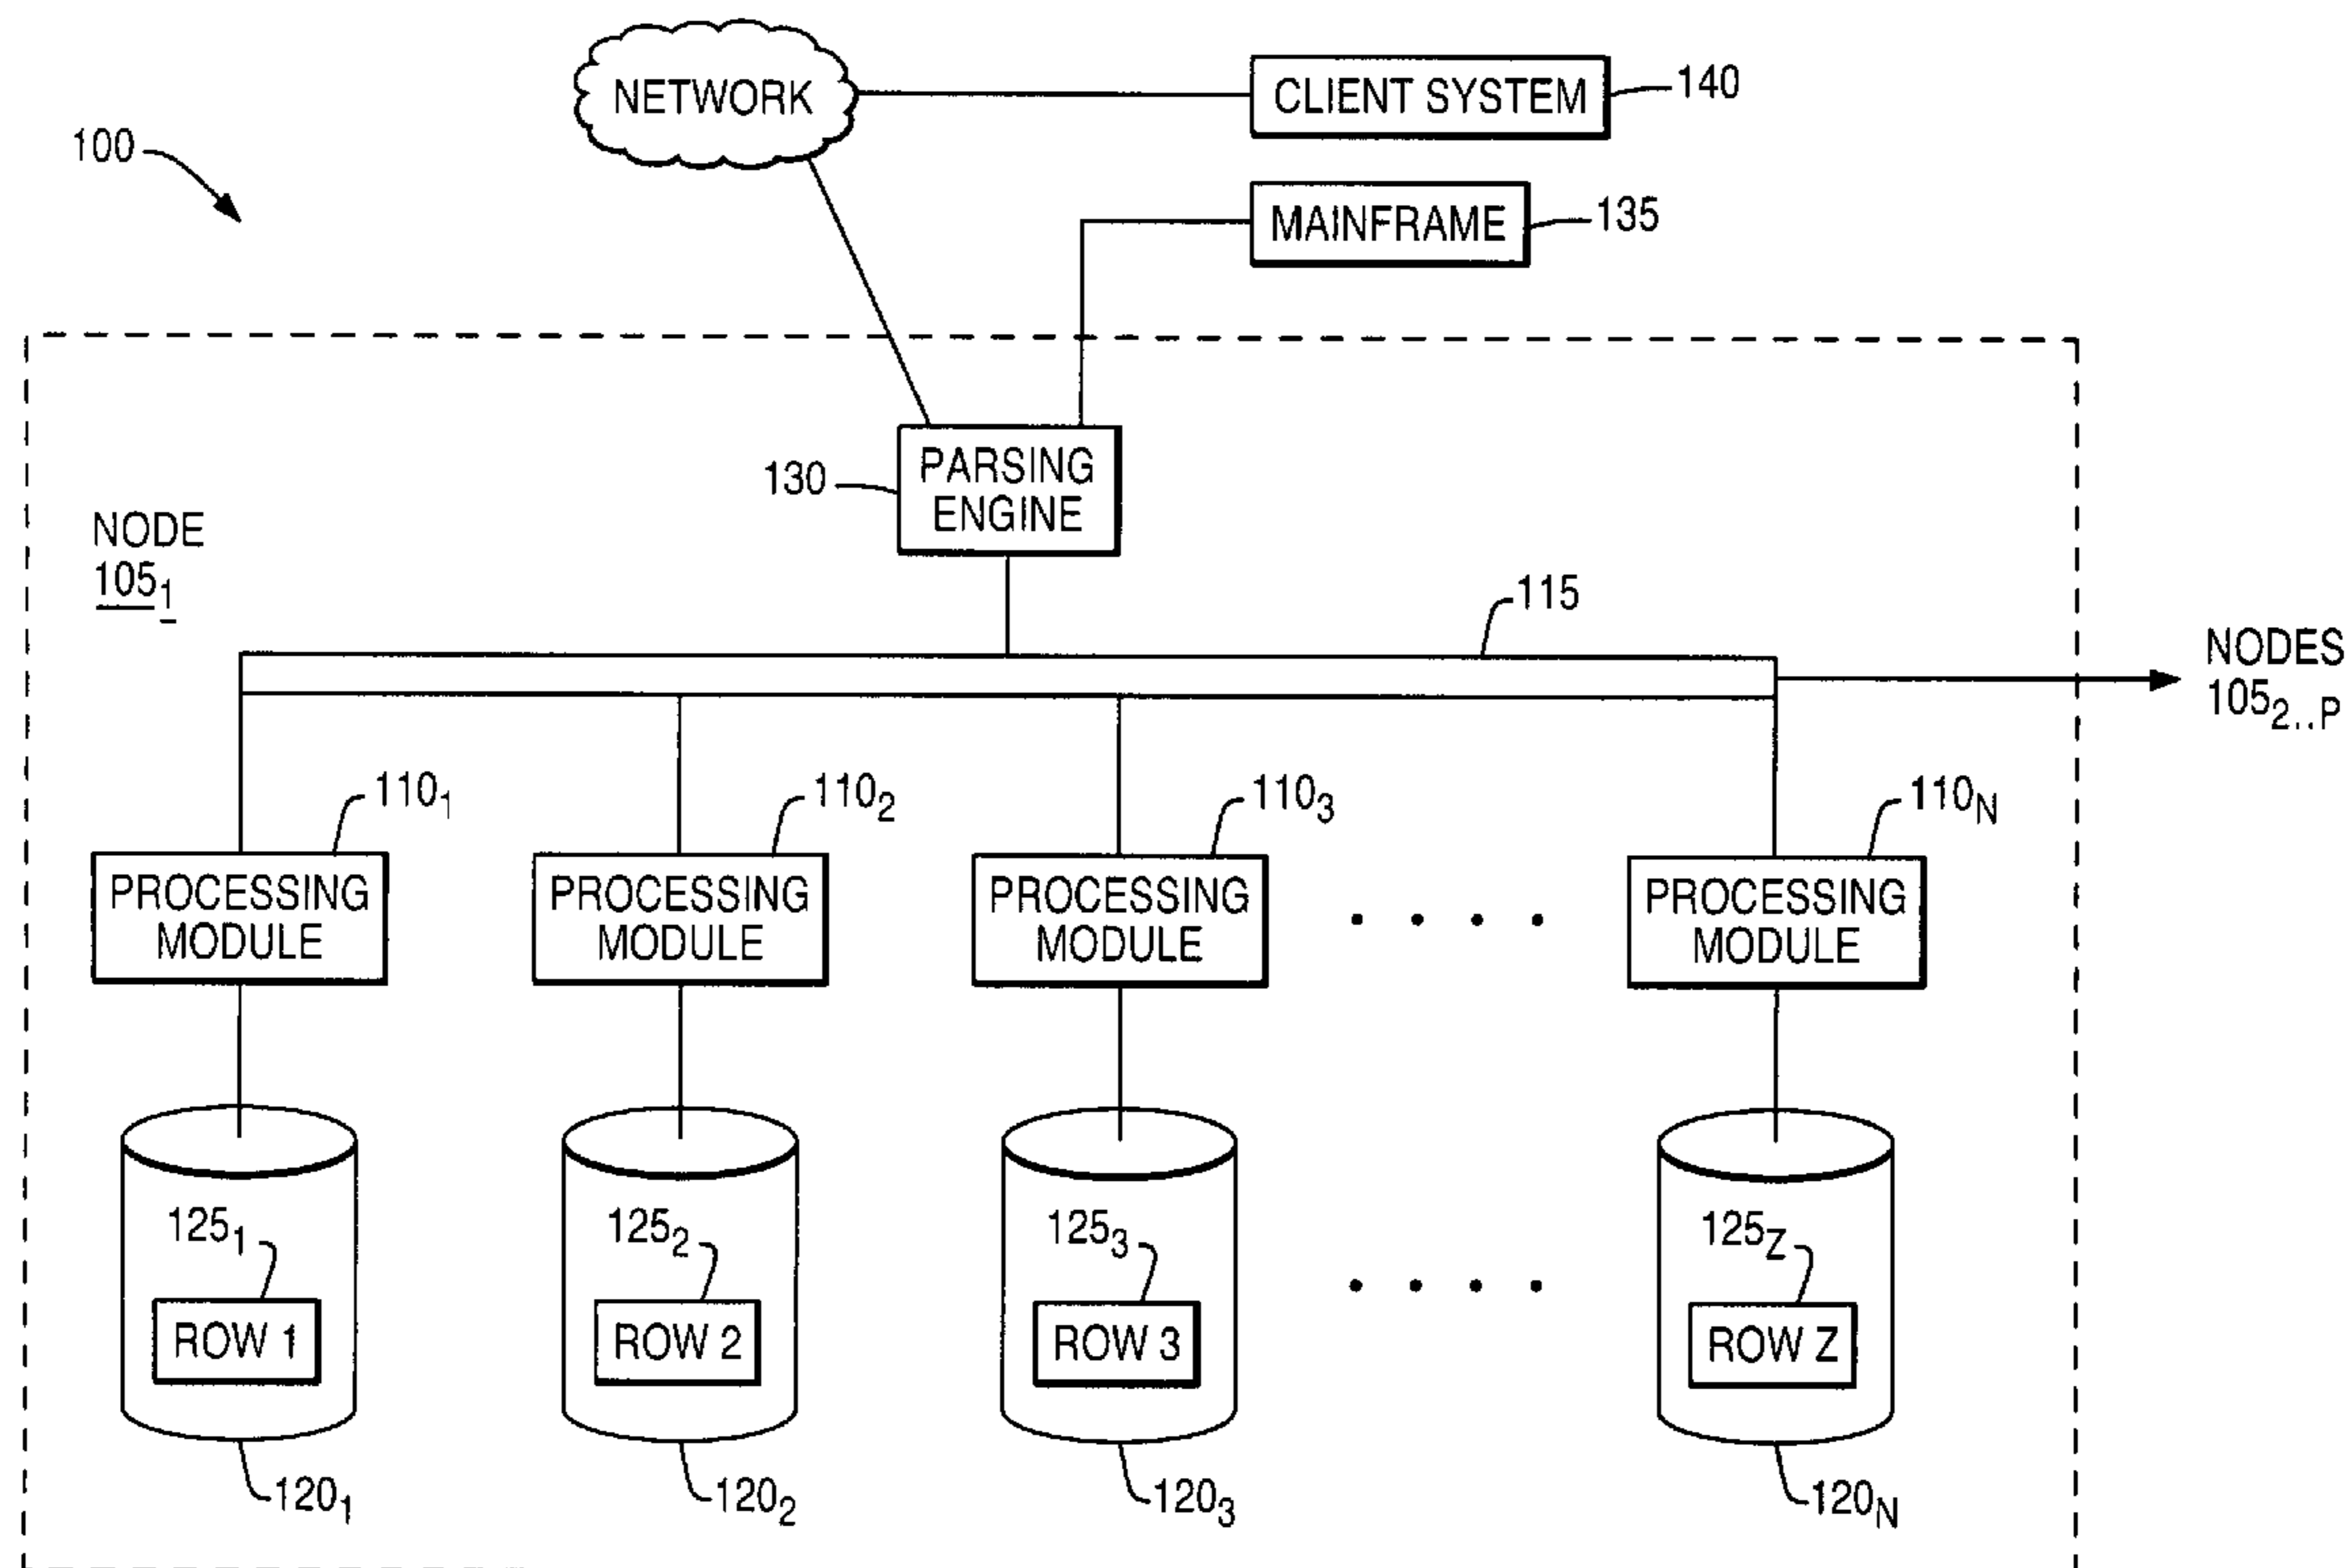 NETWORK
CLIENT SYSTEM
140
100
MAINFRAME
135
130
PARSING
ENGINE
NODE
105₁
115
NODES
105₂..P
110₁
110₂
110₃
110N
PROCESSING
MODULE
PROCESSING
MODULE
PROCESSING
MODULE
. . . .
PROCESSING
MODULE
125₁
125₂
125₃
125Z
ROW 1
ROW 2
ROW 3
. . . .
ROW Z
120₁
120₂
120₃
120N